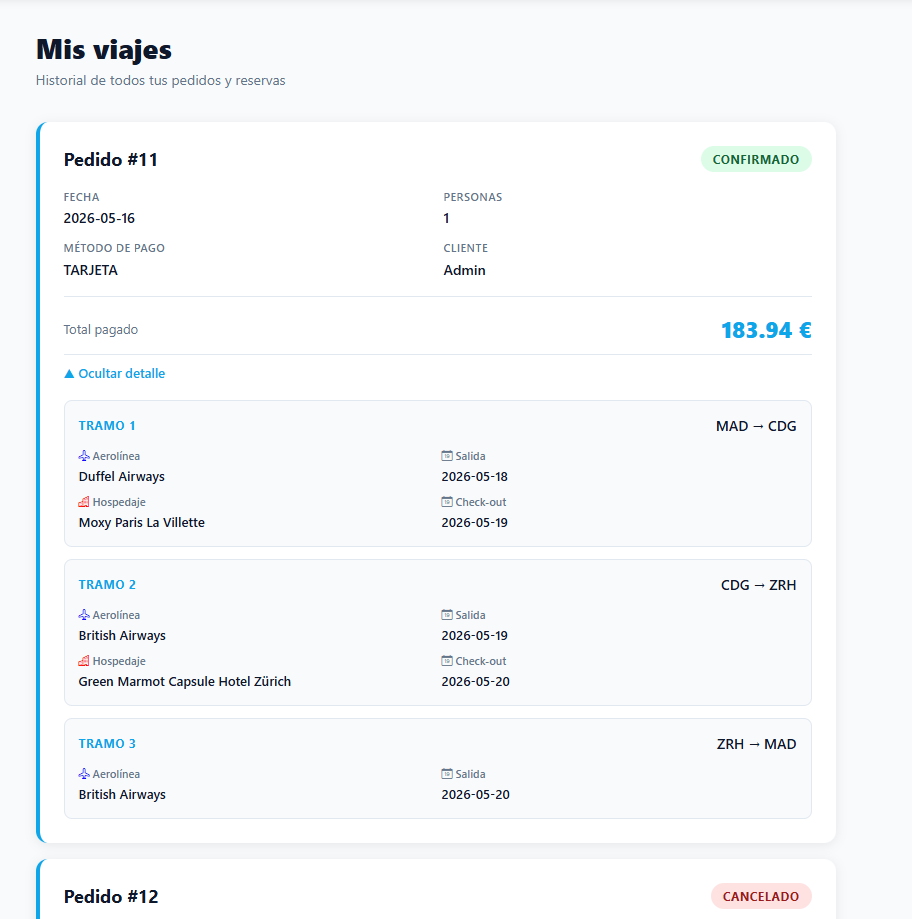 Mis viajes
Historial de todos tus pedidos y reservas
Pedido #11 CONFIRMADO
FECHA PERSONAS
2026-05-16 1
MÉTODO DE PAGO CLIENTE
TARJETA Admin
Total pagado 183.94 €
▲ Ocultar detalle
TRAMO 1 MAD → CDG
Aerolínea Salida
Duffel Airways 2026-05-18
Hospedaje Check-out
Moxy Paris La Villette 2026-05-19
TRAMO 2 CDG → ZRH
Aerolínea Salida
British Airways 2026-05-19
Hospedaje Check-out
Green Marmot Capsule Hotel Zürich 2026-05-20
TRAMO 3 ZRH → MAD
Aerolínea Salida
British Airways 2026-05-20
Pedido #12 CANCELADO